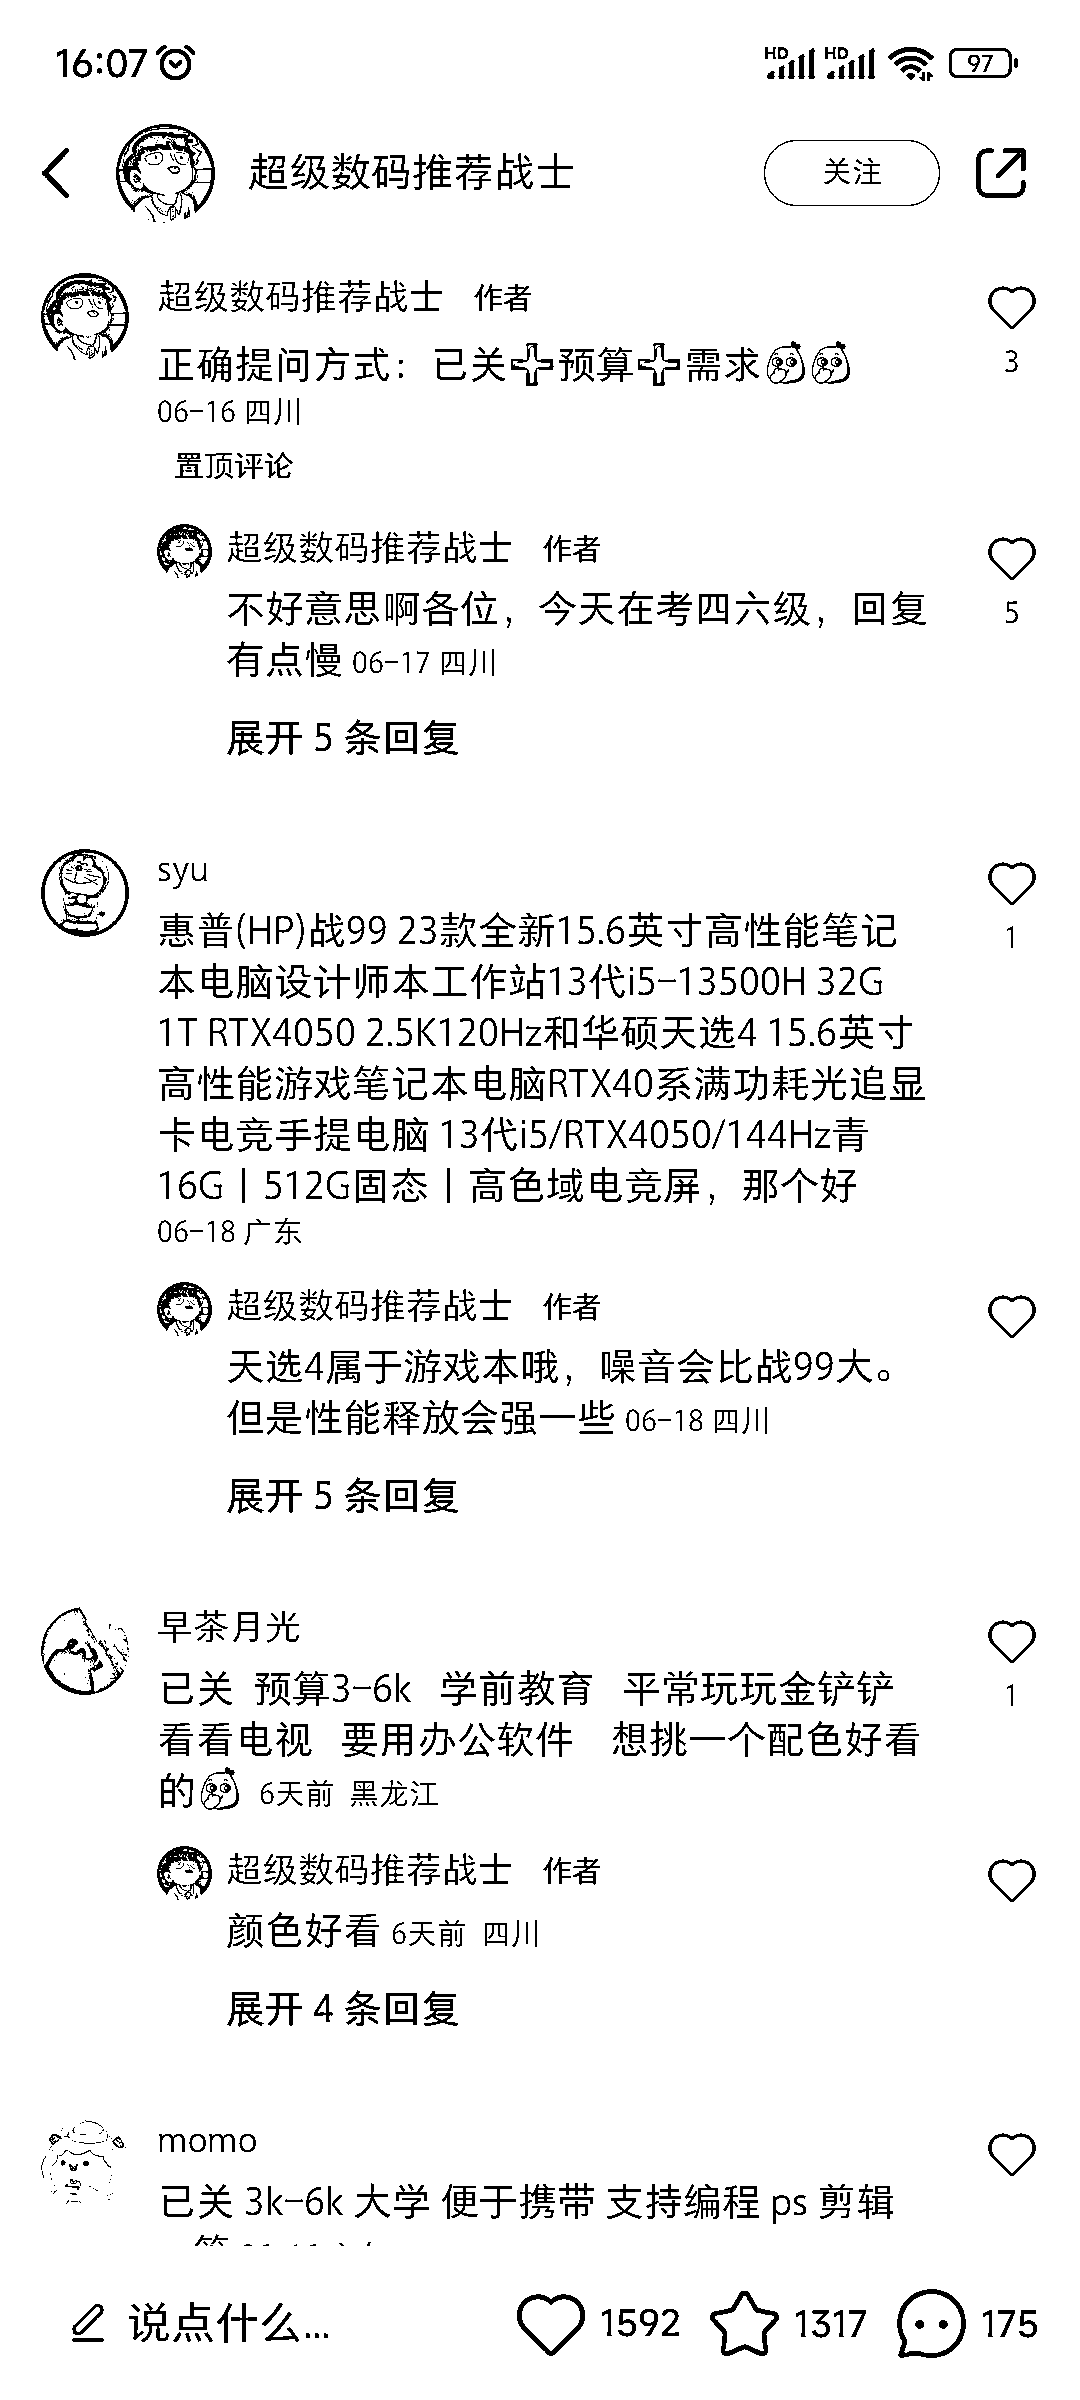 16:07
HD HD 97
超级数码推荐战士 关注
超级数码推荐战士 作者
正确提问方式：已关➕预算➕需求
3
06-16 四川
置顶评论
超级数码推荐战士 作者
不好意思啊各位，今天在考四六级，回复
5
有点慢 06-17 四川
展开 5 条回复
syu
惠普(HP)战99 23款全新15.6英寸高性能笔记
1
本电脑设计师本工作站13代i5-13500H 32G
1T RTX4050 2.5K120Hz和华硕天选4 15.6英寸
高性能游戏笔记本电脑RTX40系满功耗光追显
卡电竞手提电脑 13代i5/RTX4050/144Hz青
16G丨512G固态丨高色域电竞屏，那个好
06-18 广东
超级数码推荐战士 作者
天选4属于游戏本哦，噪音会比战99大。
但是性能释放会强一些 06-18 四川
展开 5 条回复
早茶月光
已关 预算3-6k 学前教育 平常玩玩金铲铲
1
看看电视 要用办公软件 想挑一个配色好看
的 6天前 黑龙江
超级数码推荐战士 作者
颜色好看 6天前 四川
展开 4 条回复
momo
已关 3k-6k 大学 便于携带 支持编程 ps 剪辑
说点什么... 1592 1317 175